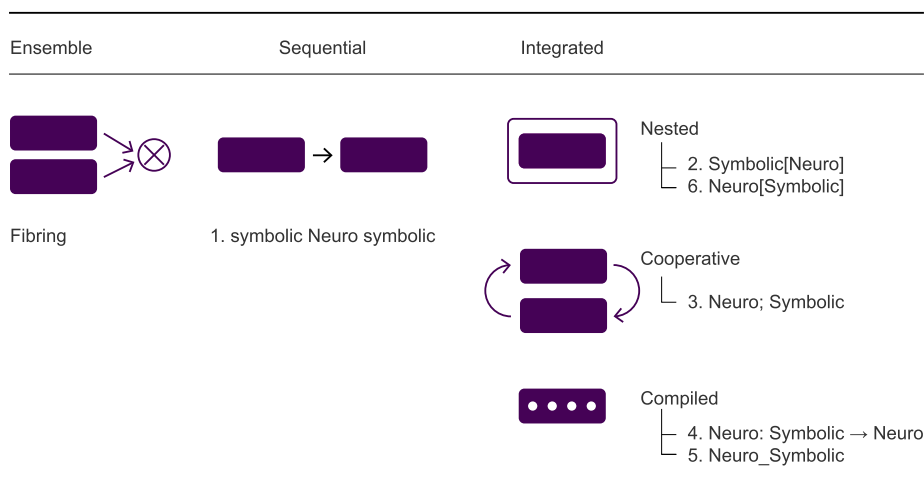 Ensemble
Sequential
Integrated
Fibring
1. symbolic Neuro symbolic
Nested
2. Symbolic[Neuro]
6. Neuro[Symbolic]
Cooperative
3. Neuro; Symbolic
Compiled
4. Neuro: Symbolic → Neuro
5. Neuro_Symbolic